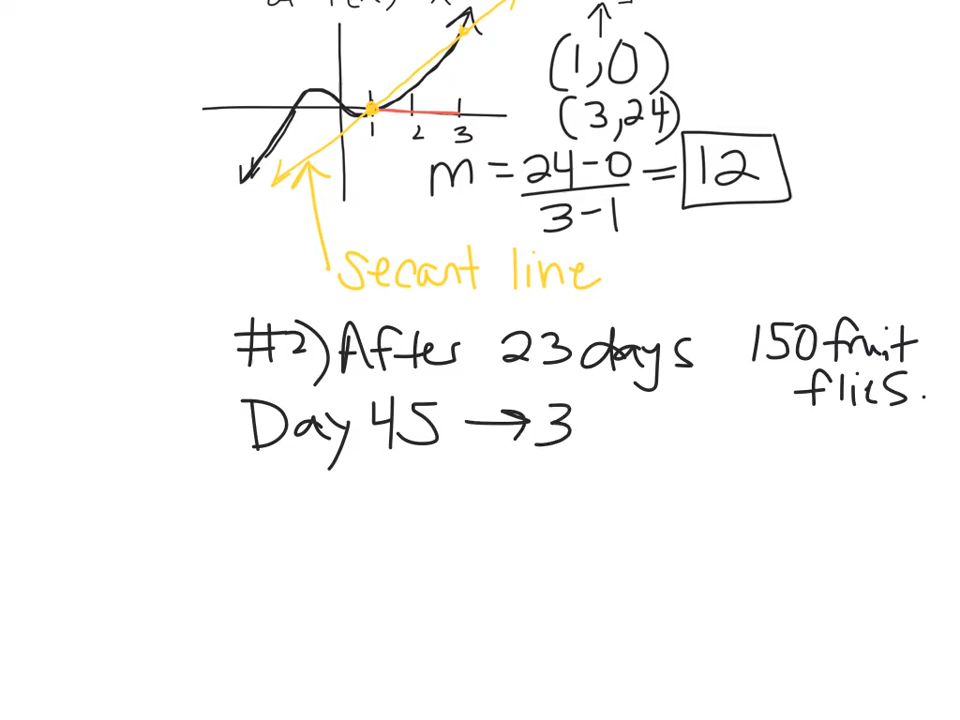 (1,0)
(3,24)
1 2 3
m = 24-0 / 3-1 = 12
secant line
#2) After 23 days 150 fruit
flies.
Day 45 → 3